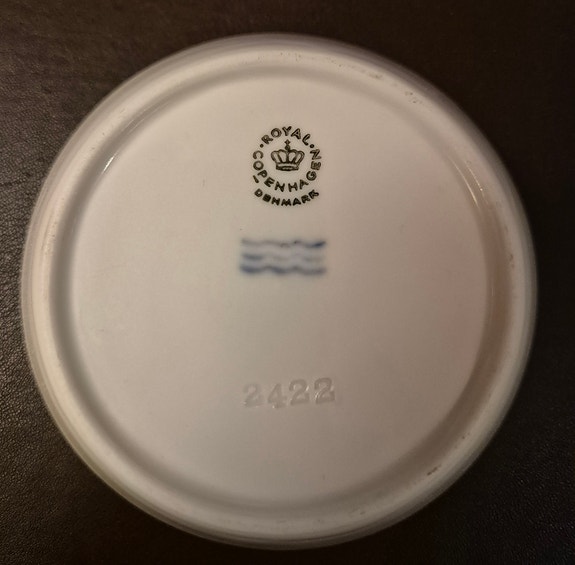 ROYAL
COPENHAGEN
DENMARK
2422